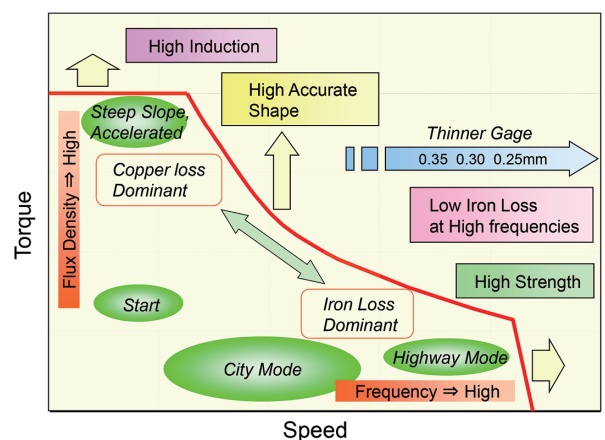 High Induction
High Accurate
Shape
Steep Slope,
Accelerated
Thinner Gage
0.35 0.30 0.25mm
Copper loss
Dominant
Flux Density ⇒ High
Low Iron Loss
at High frequencies
High Strength
Torque
Start
Iron Loss
Dominant
City Mode
Highway Mode
Frequency ⇒ High
Speed